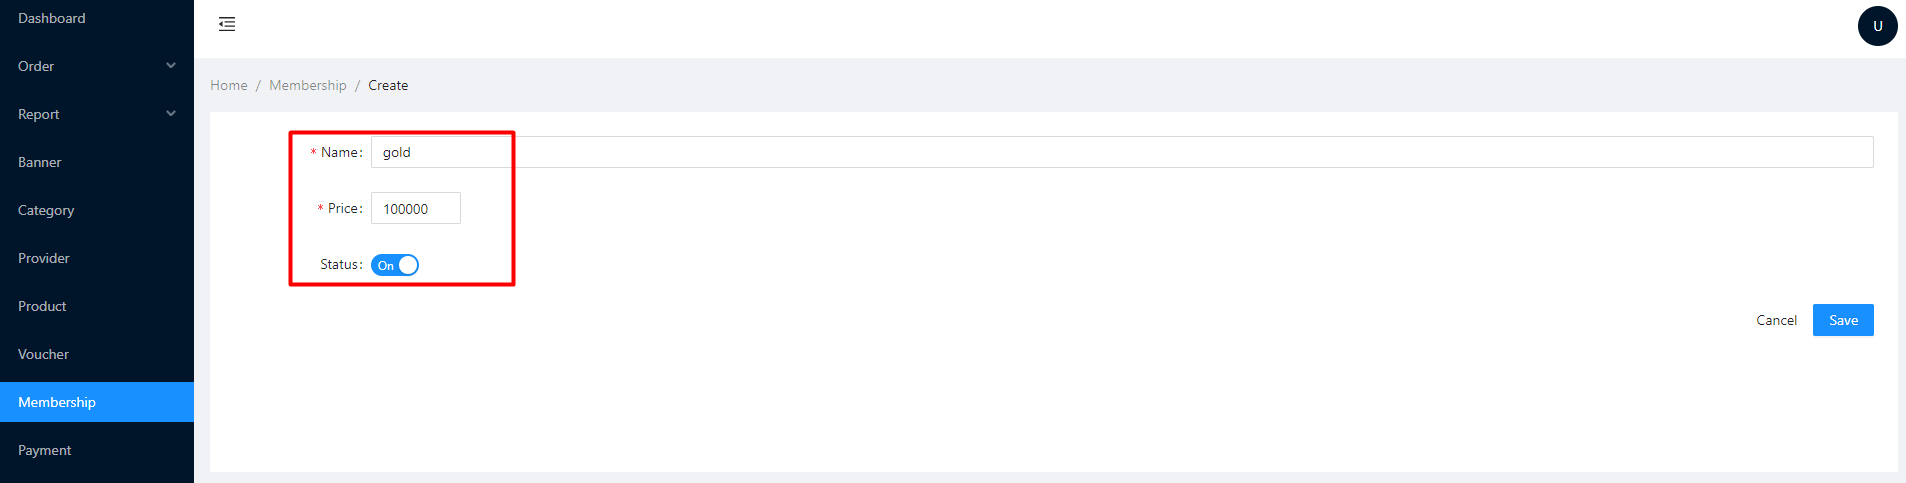 Dashboard
Order
Report
Banner
Category
Provider
Product
Voucher
Membership
Payment
U
Home / Membership / Create
* Name: gold
* Price: 100000
Status: On
Cancel Save